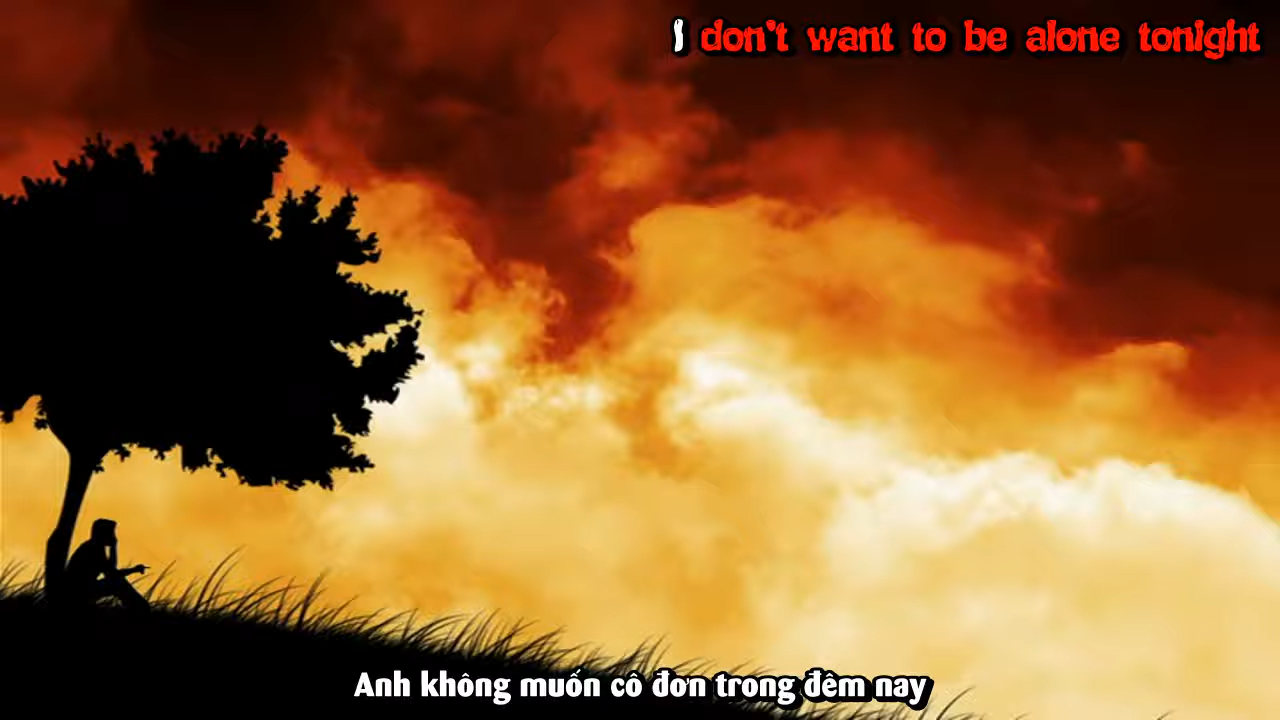 I don't want to be alone tonight
Anh không muốn cô đơn trong đêm nay